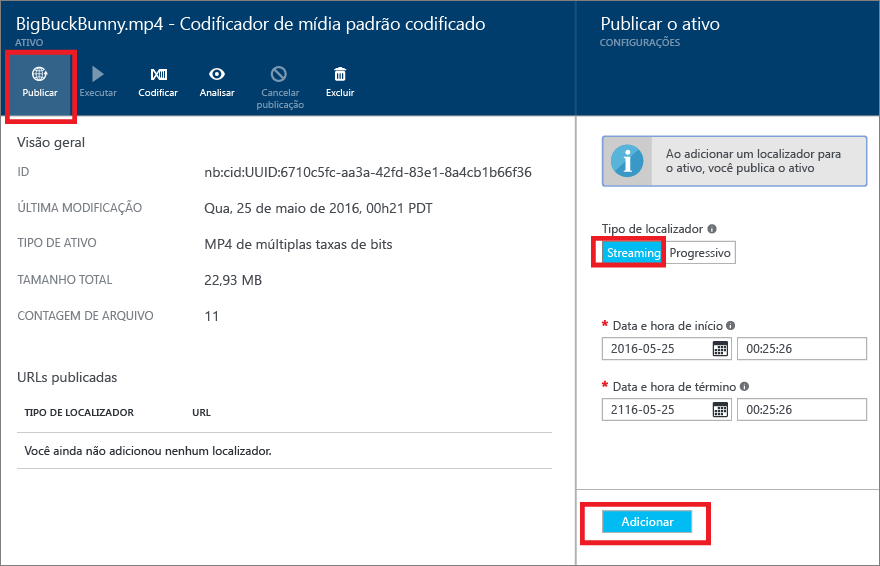 BigBuckBunny.mp4 - Codificador de mídia padrão codificado
ATIVO
Publicar
Executar
Codificar
Analisar
Cancelar
publicação
Excluir
Visão geral
ID nb:cid:UUID:6710c5fc-aa3a-42fd-83e1-8a4cb1b66f36
ÚLTIMA MODIFICAÇÃO Qua, 25 de maio de 2016, 00h21 PDT
TIPO DE ATIVO MP4 de múltiplas taxas de bits
TAMANHO TOTAL 22,93 MB
CONTAGEM DE ARQUIVO 11
URLs publicadas
TIPO DE LOCALIZADOR URL
Você ainda não adicionou nenhum localizador.
Publicar o ativo
CONFIGURAÇÕES
Ao adicionar um localizador para
o ativo, você publica o ativo
Tipo de localizador
Streaming Progressivo
* Data e hora de início
2016-05-25 00:25:26
* Data e hora de término
2116-05-25 00:25:26
Adicionar